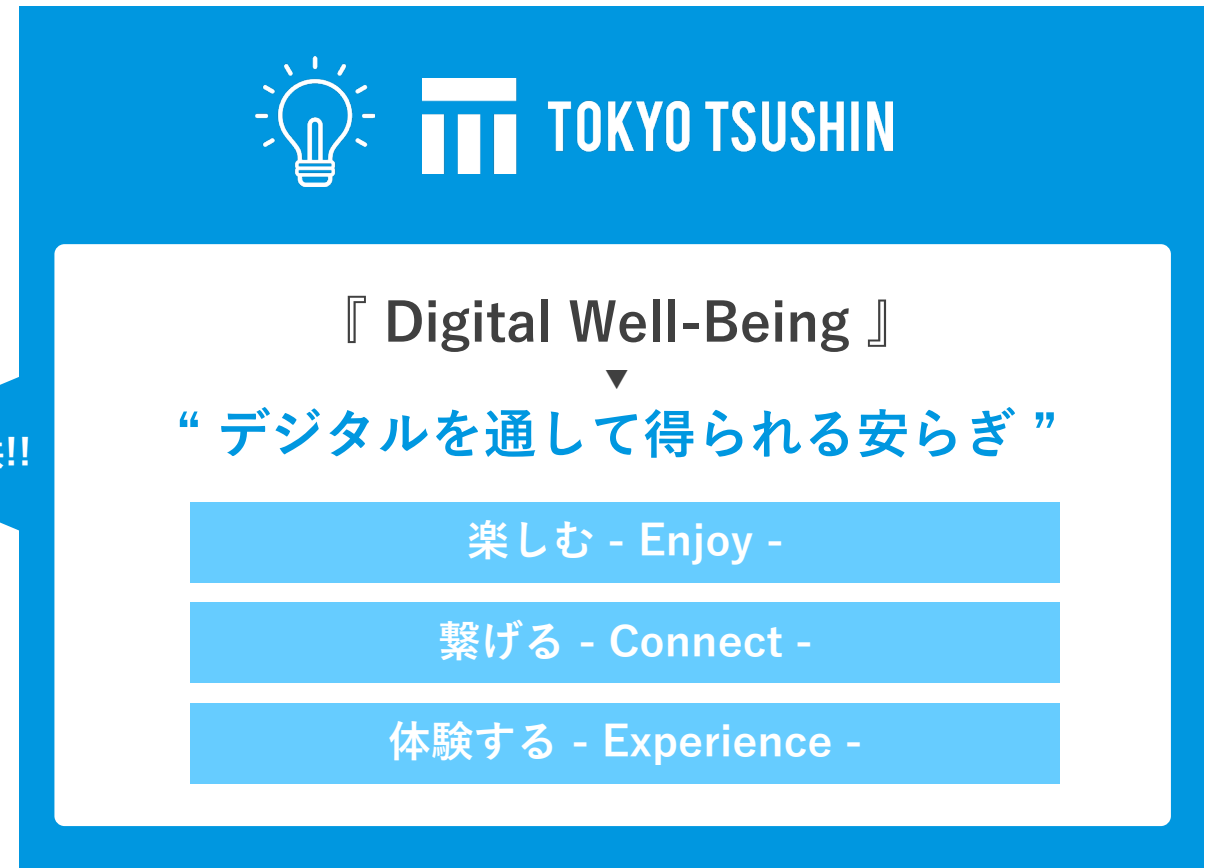 TOKYO TSUSHIN
『 Digital Well-Being 』
▼
“ デジタルを通して得られる安らぎ ”
!!
楽しむ - Enjoy -
繋げる - Connect -
体験する - Experience -